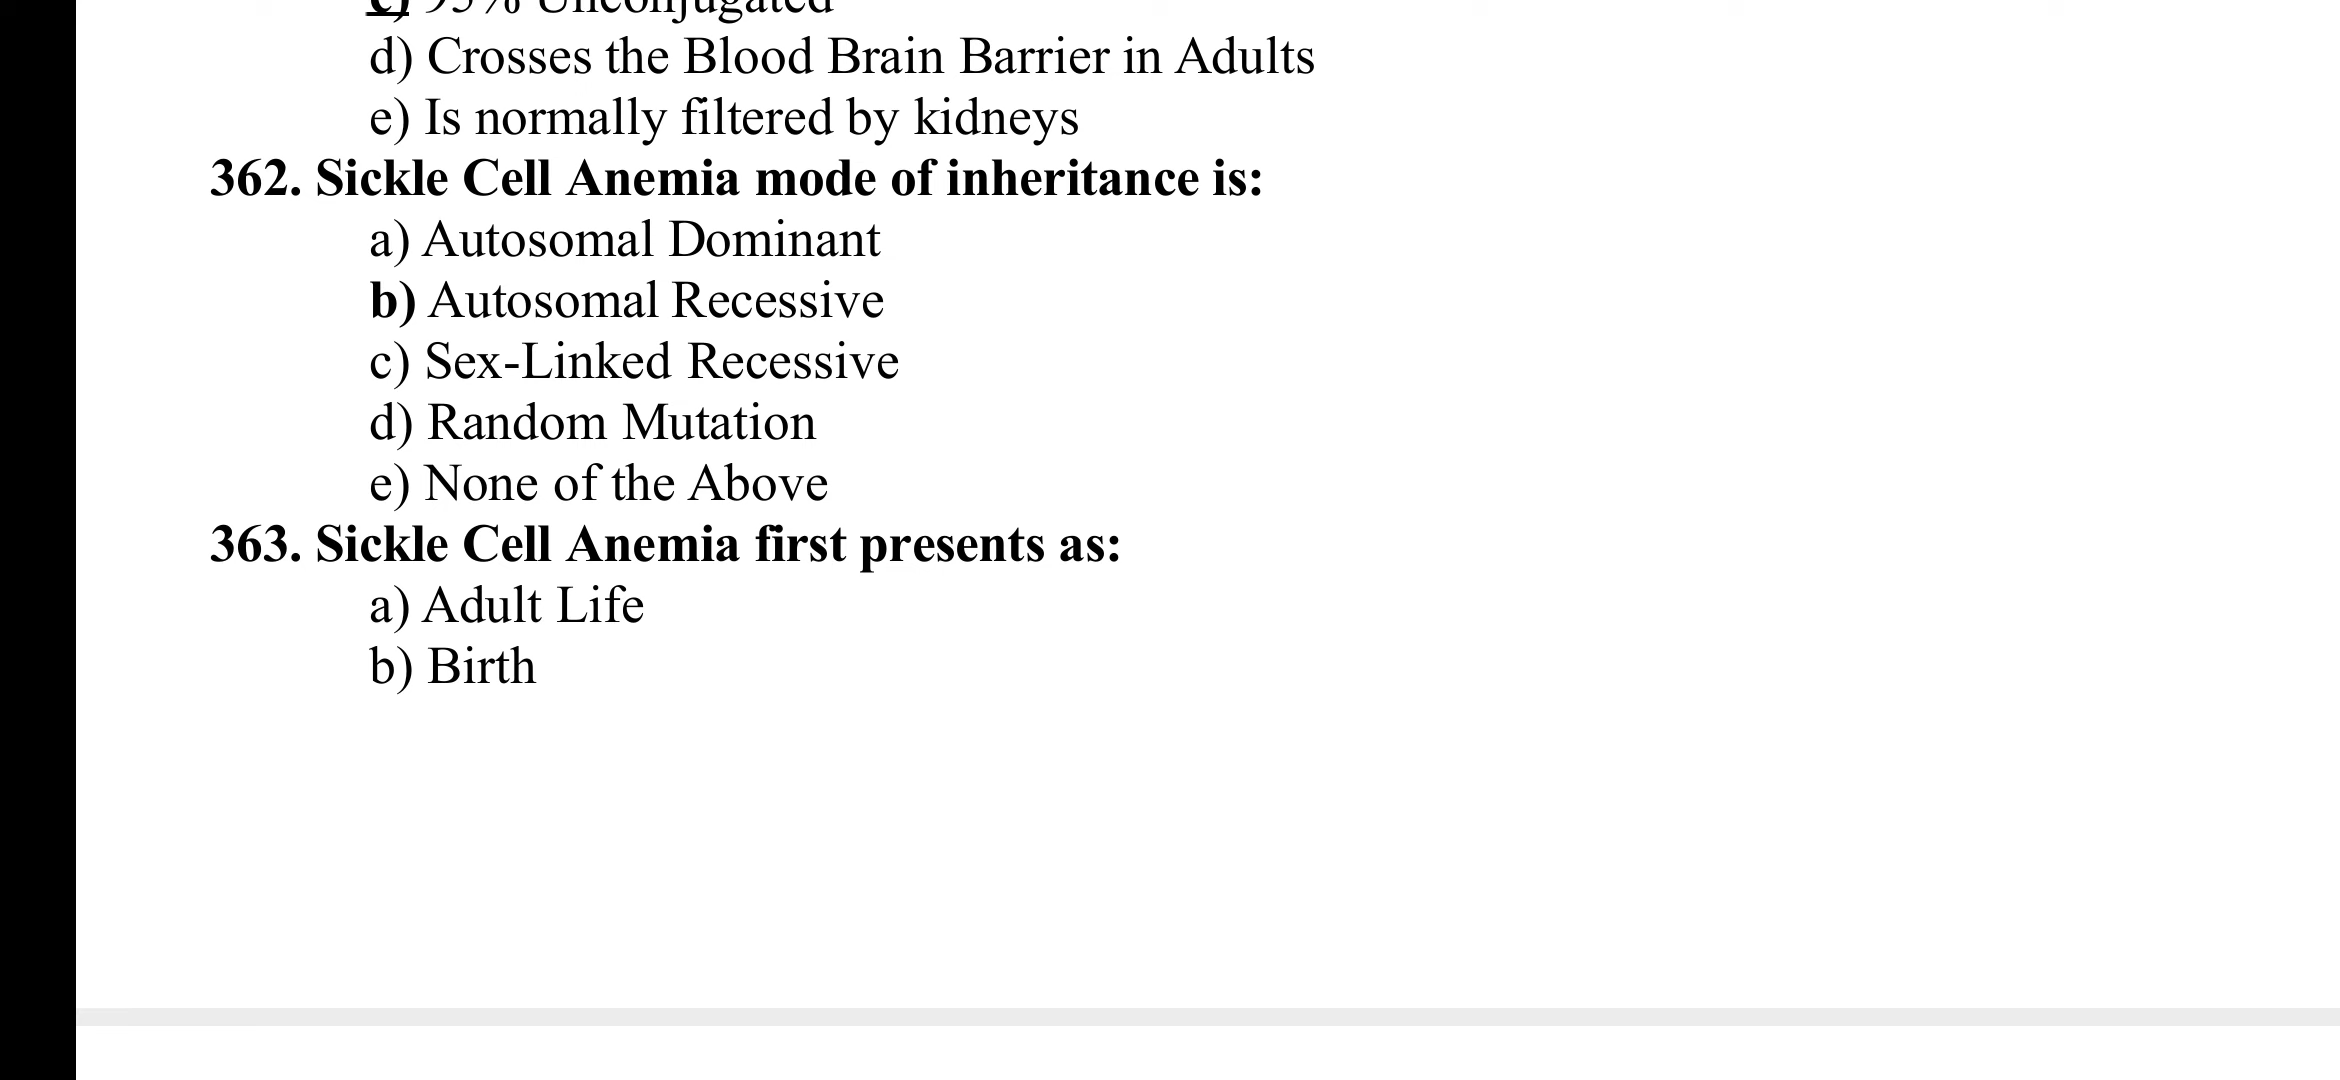 c) 95% Unconjugated
d) Crosses the Blood Brain Barrier in Adults
e) Is normally filtered by kidneys
362. Sickle Cell Anemia mode of inheritance is:
a) Autosomal Dominant
b) Autosomal Recessive
c) Sex-Linked Recessive
d) Random Mutation
e) None of the Above
363. Sickle Cell Anemia first presents as:
a) Adult Life
b) Birth